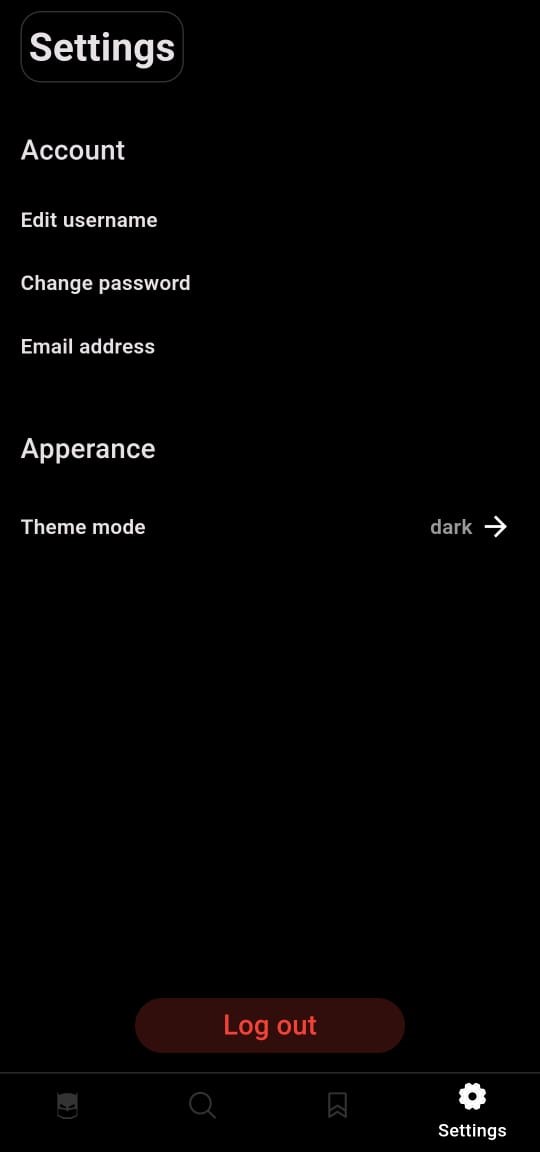 Settings
Account
Edit username
Change password
Email address
Apperance
Theme mode dark
Log out
Settings